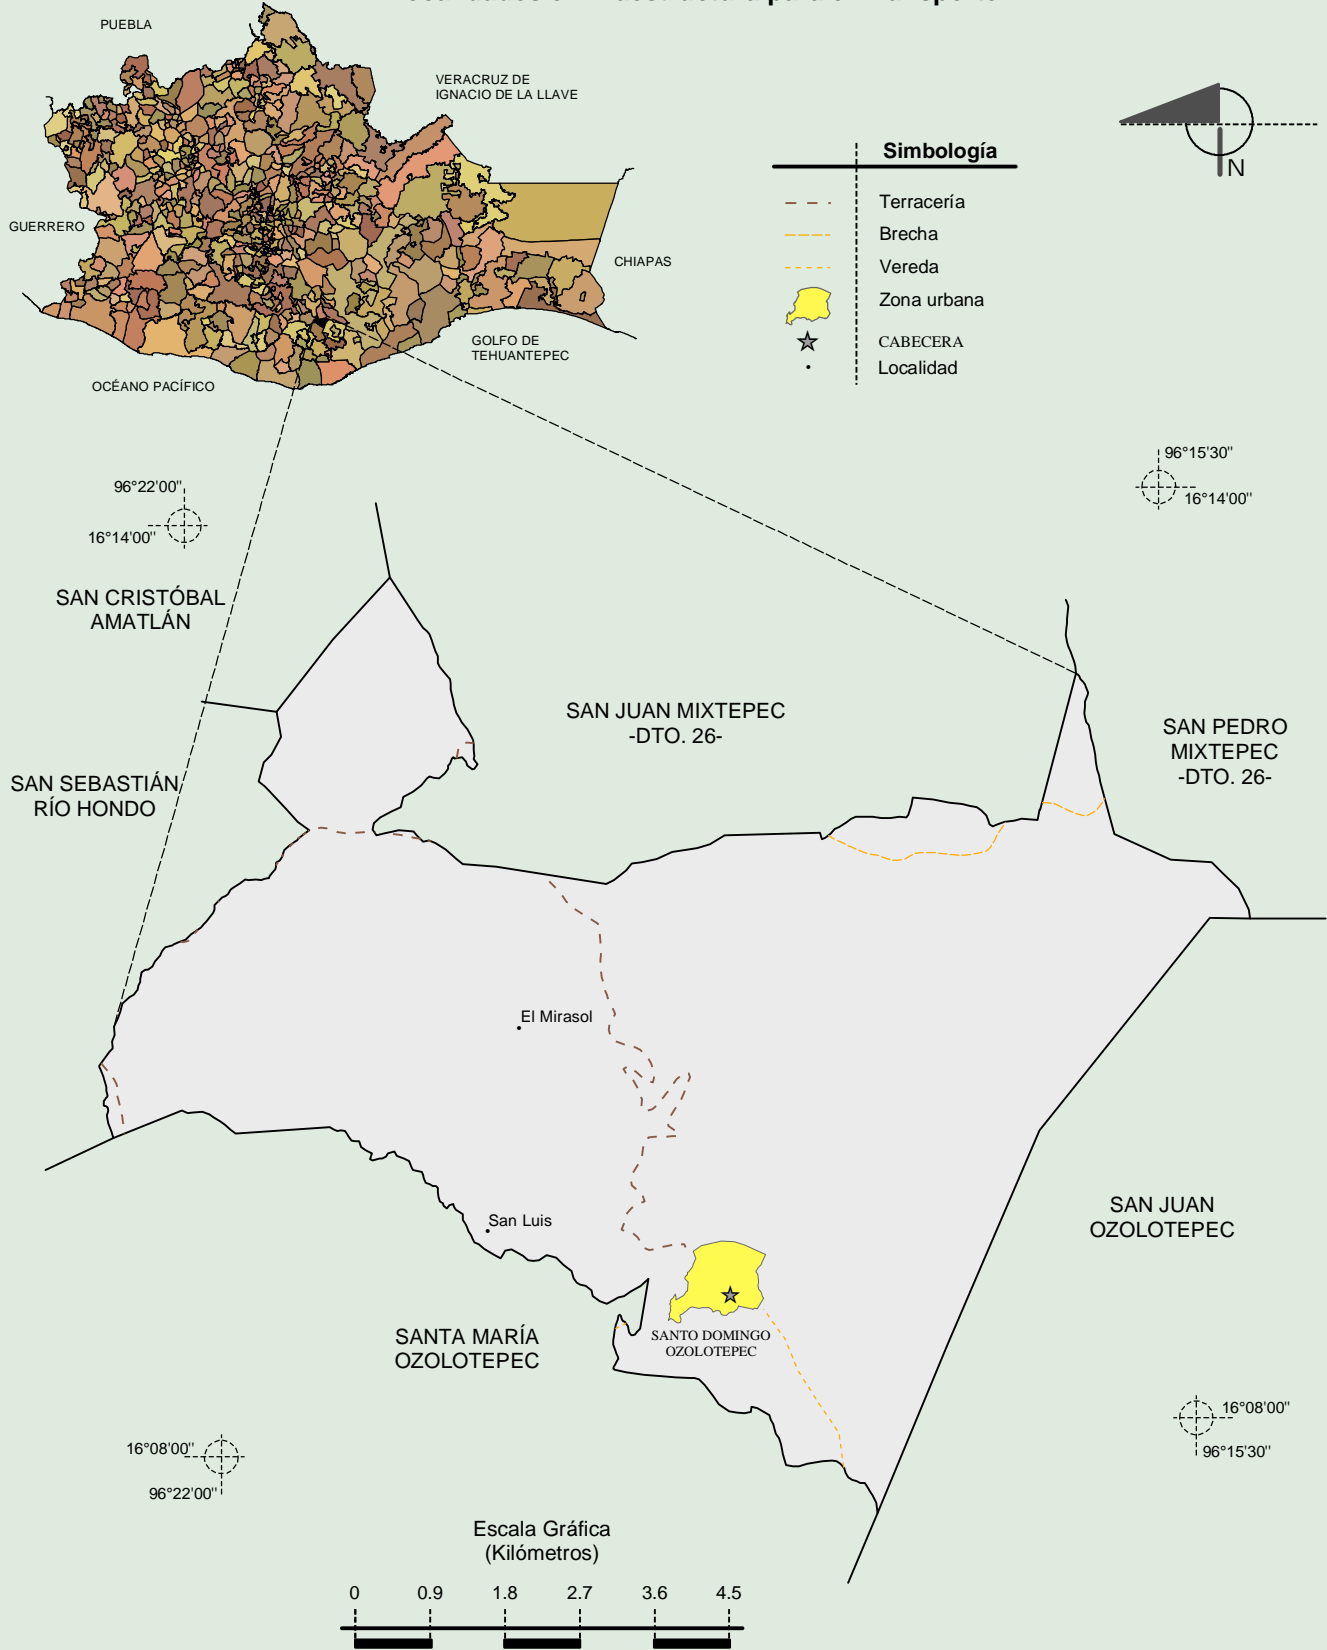 PUEBLA
VERACRUZ DE
IGNACIO DE LA LLAVE
GUERRERO
CHIAPAS
GOLFO DE
TEHUANTEPEC
OCÉANO PACÍFICO
N
Simbología
Terracería
Brecha
Vereda
Zona urbana
CABECERA
Localidad
96°22'00"
16°14'00"
96°15'30"
16°14'00"
SAN CRISTÓBAL
AMATLÁN
SAN JUAN MIXTEPEC
-DTO. 26-
SAN PEDRO
MIXTEPEC
-DTO. 26-
SAN SEBASTIÁN
RÍO HONDO
El Mirasol
San Luis
SAN JUAN
OZOLOTEPEC
SANTO DOMINGO
OZOLOTEPEC
SANTA MARÍA
OZOLOTEPEC
16°08'00"
96°22'00"
16°08'00"
96°15'30"
Escala Gráfica
(Kilómetros)
0 0.9 1.8 2.7 3.6 4.5